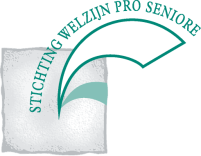 STICHTING WELZIJN PRO SENIORE